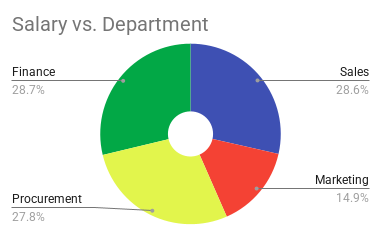 Salary vs. Department
Finance
28.7%
Sales
28.6%
Marketing
14.9%
Procurement
27.8%